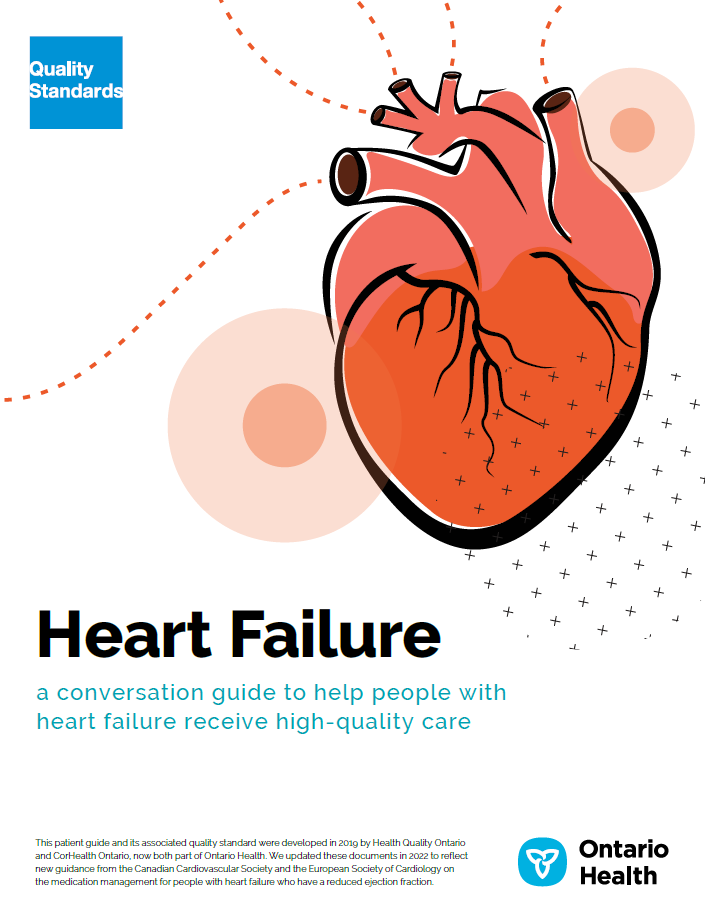 Quality
Standards
Heart Failure
a conversation guide to help people with
heart failure receive high-quality care
This patient guide and its associated quality standard were developed in 2019 by Health Quality Ontario
and CorHealth Ontario, now both part of Ontario Health. We updated these documents in 2022 to reflect
new guidance from the Canadian Cardiovascular Society and the European Society of Cardiology on
the medication management for people with heart failure who have a reduced ejection fraction.
Ontario
Health